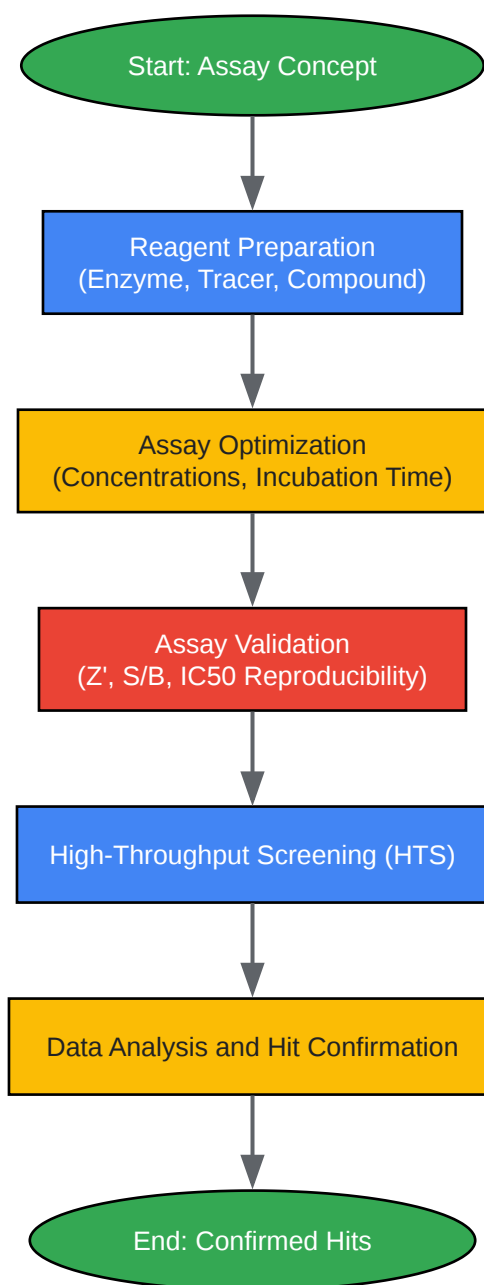 Start: Assay Concept
Reagent Preparation
(Enzyme, Tracer, Compound)
Assay Optimization
(Concentrations, Incubation Time)
Assay Validation
(Z', S/B, IC50 Reproducibility)
High-Throughput Screening (HTS)
Data Analysis and Hit Confirmation
End: Confirmed Hits